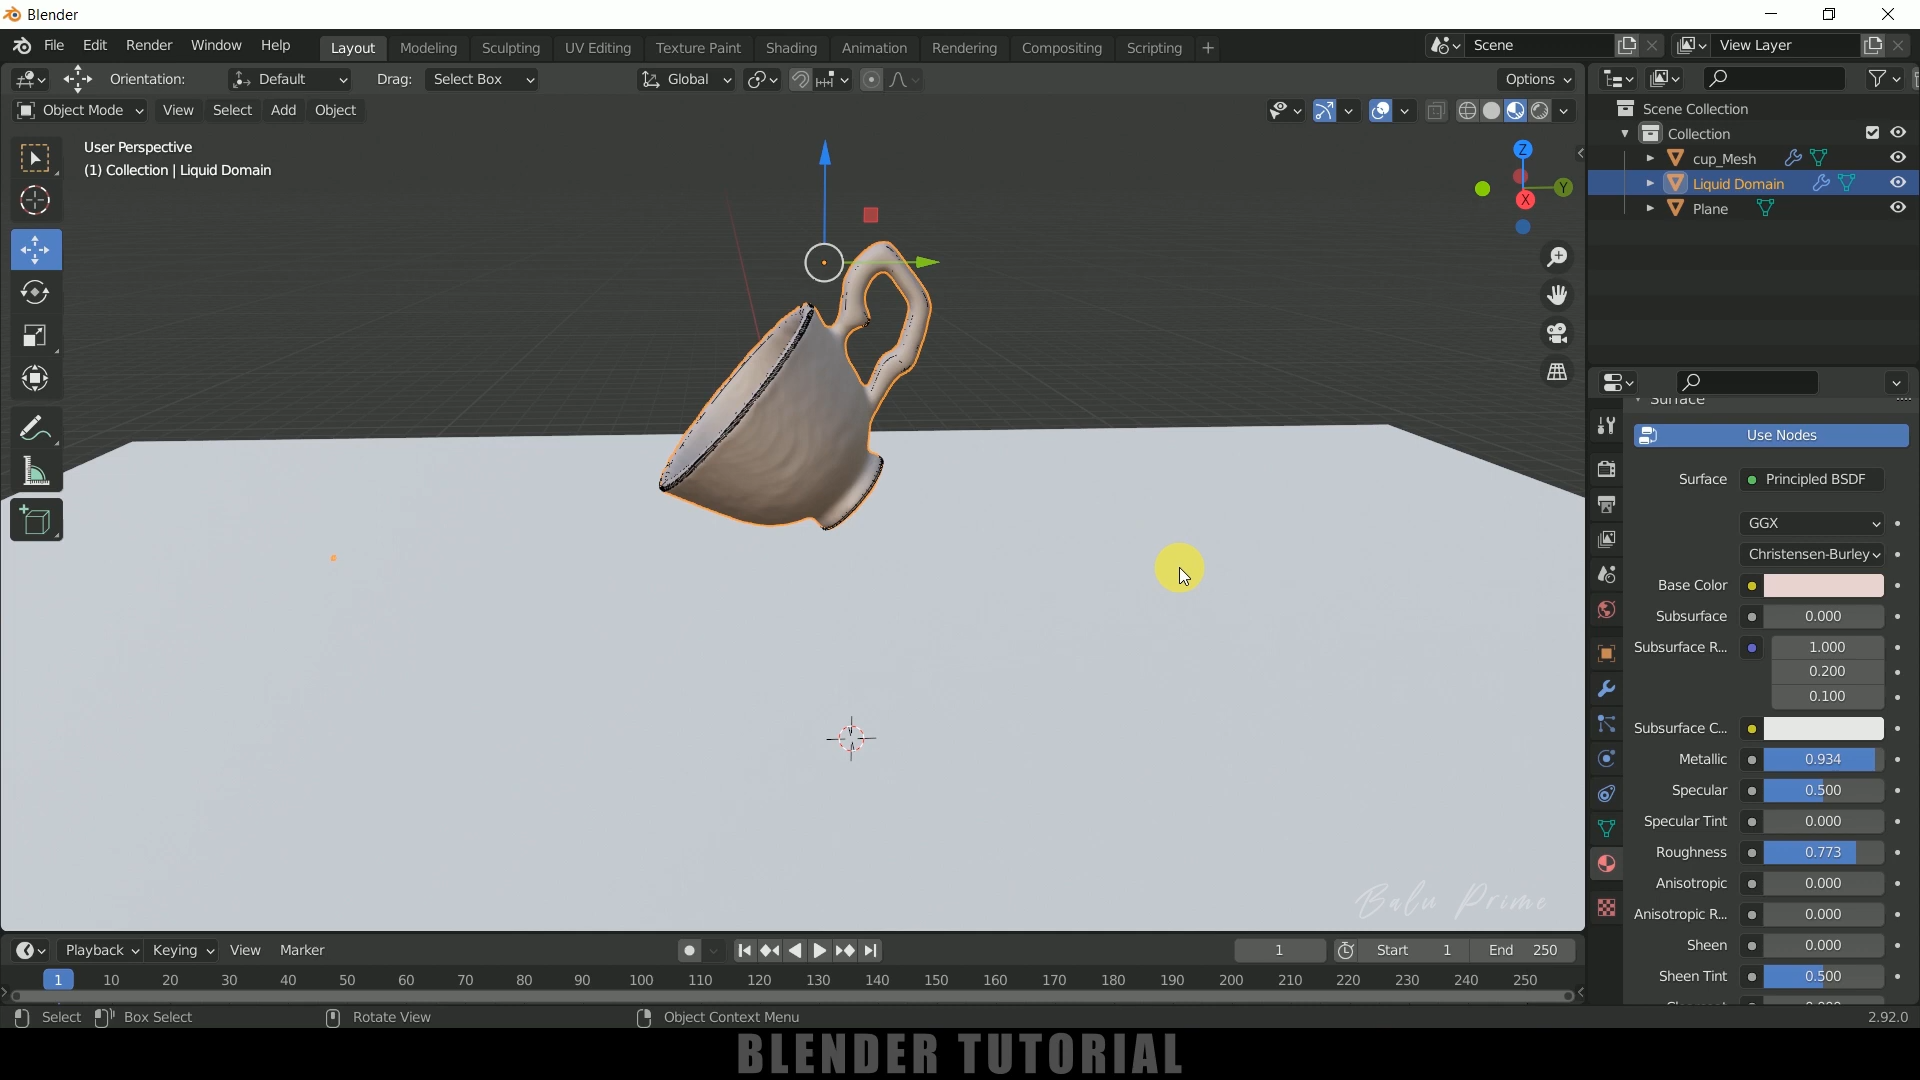 Blender
File Edit Render Window Help Layout Modeling Sculpting UV Editing Texture Paint Shading Animation Rendering Compositing Scripting + Scene View Layer
Orientation: Default Drag: Select Box Global Options
Object Mode View Select Add Object
User Perspective
(1) Collection | Liquid Domain
Z
Y
X
Scene Collection
Collection
cup_Mesh
Liquid Domain
Plane
Surface
Use Nodes
Surface Principled BSDF
GGX
Christensen-Burley
Base Color
Subsurface 0.000
Subsurface R... 1.000
0.200
0.100
Subsurface C...
Metallic 0.934
Specular 0.500
Specular Tint 0.000
Roughness 0.773
Anisotropic 0.000
Anisotropic R... 0.000
Sheen 0.000
Sheen Tint 0.500
Balu Prime
Playback Keying View Marker 1 Start 1 End 250
1 10 20 30 40 50 60 70 80 90 100 110 120 130 140 150 160 170 180 190 200 210 220 230 240 250
Select Box Select Rotate View Object Context Menu 2.92.0
BLENDER TUTORIAL